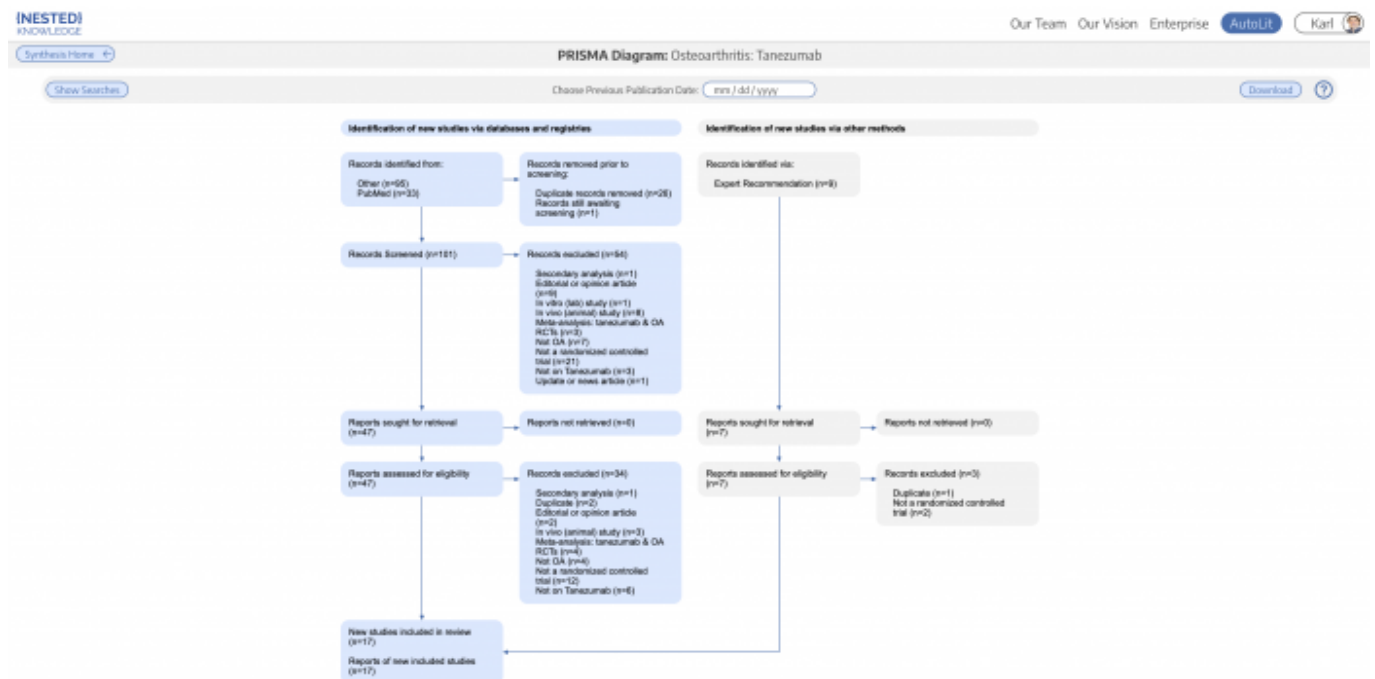 {NESTED}
KNOWLEDGE
Our Team Our Vision Enterprise AutoLit Karl
Synthesis Home ←
PRISMA Diagram: Osteoarthritis: Tanezumab
Show Searches
Choose Previous Publication Date: mm / dd / yyyy
Download ?
Identification of new studies via databases and registries
Identification of new studies via other methods
Records identified from:
Other (n=95)
PubMed (n=33)
Records removed prior to
screening:
Duplicate records removed (n=26)
Records still awaiting
screening (n=1)
Records identified via:
Expert Recommendation (n=9)
Records Screened (n=101)
Records excluded (n=54)
Secondary analysis (n=1)
Editorial or opinion article
(n=9)
In vitro (lab) study (n=1)
In vivo (animal) study (n=8)
Meta-analysis: tanezumab & OA
RCTs (n=3)
Not OA (n=7)
Not a randomized controlled
trial (n=21)
Not on Tanezumab (n=3)
Update or news article (n=1)
Reports sought for retrieval
(n=47)
Reports not retrieved (n=0)
Reports sought for retrieval
(n=7)
Reports not retrieved (n=0)
Reports assessed for eligibility
(n=47)
Records excluded (n=34)
Secondary analysis (n=1)
Duplicate (n=2)
Editorial or opinion article
(n=2)
In vivo (animal) study (n=3)
Meta-analysis: tanezumab & OA
RCTs (n=4)
Not OA (n=4)
Not a randomized controlled
trial (n=12)
Not on Tanezumab (n=6)
Reports assessed for eligibility
(n=7)
Records excluded (n=3)
Duplicate (n=1)
Not a randomized controlled
trial (n=2)
New studies included in review
(n=17)
Reports of new included studies
(n=17)